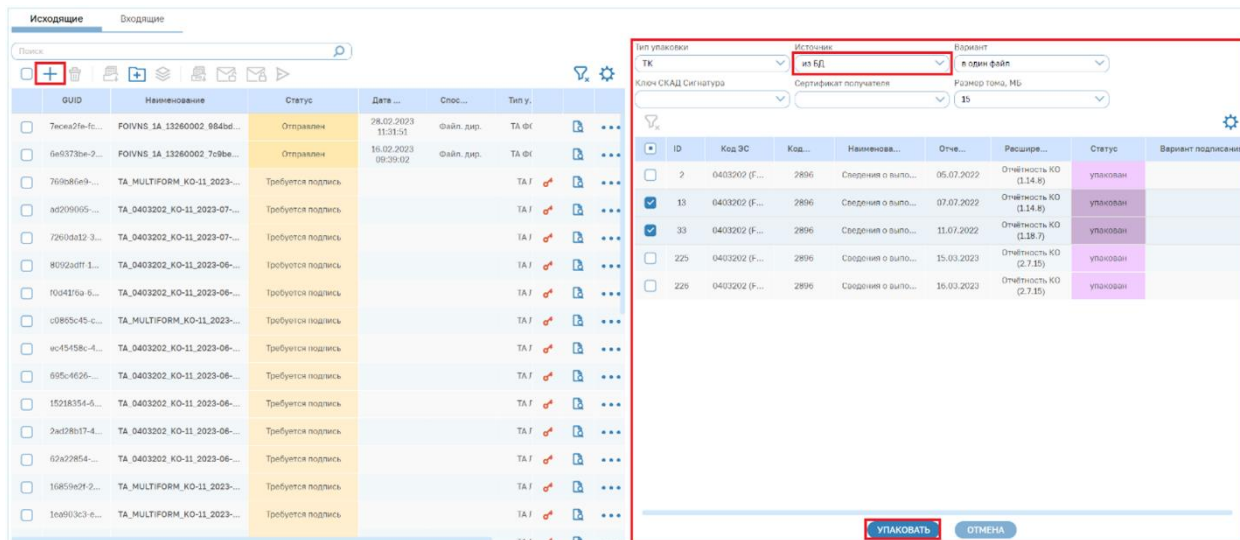 Исходящие Входящие
Поиск
GUID Наименование Статус Дата ... Спос... Тип у.
7ecea2fe-fc... FOIVNS_1A_13260002_984bd... Отправлен 28.02.2023 11:31:51 Файл. дир. ТА ФС
6e9373be-2... FOIVNS_1A_13260002_7c9be... Отправлен 16.02.2023 09:39:02 Файл. дир. ТА ФС
769b86e9-... TA_MULTIFORM_KO-11_2023-... Требуется подпись
ad209065-... TA_0403202_KO-11_2023-07-... Требуется подпись
7260da12-3... TA_0403202_KO-11_2023-07-... Требуется подпись
8092adff-1... TA_0403202_KO-11_2023-06-... Требуется подпись
f0d41f6a-6... TA_0403202_KO-11_2023-06-... Требуется подпись
c0865c45-c... TA_MULTIFORM_KO-11_2023-... Требуется подпись
ec45458c-4... TA_0403202_KO-11_2023-06-... Требуется подпись
695c4626-... TA_0403202_KO-11_2023-06-... Требуется подпись
15218354-6... TA_0403202_KO-11_2023-06-... Требуется подпись
2ad28b17-4... TA_0403202_KO-11_2023-06-... Требуется подпись
62a22854-... TA_0403202_KO-11_2023-06-... Требуется подпись
16859e2f-2... TA_MULTIFORM_KO-11_2023-... Требуется подпись
1ea903c3-e... TA_MULTIFORM_KO-11_2023-... Требуется подпись
Тип упаковки Источник Вариант
ТК из БД в один файл
Ключ СКАД Сигнатура Сертификат получателя Размер тома, МБ
15
ID Код ЭС Код... Наименова... Отче... Расшире... Статус Вариант подписания
2 0403202 (F... 2896 Сведения о выпо... 05.07.2022 Отчётность КО (1.14.8) упакован
13 0403202 (F... 2896 Сведения о выпо... 07.07.2022 Отчётность КО (1.14.8) упакован
33 0403202 (F... 2896 Сведения о выпо... 11.07.2022 Отчётность КО (1.18.7) упакован
225 0403202 (F... 2896 Сведения о выпо... 15.03.2023 Отчётность КО (2.7.15) упакован
226 0403202 (F... 2896 Сведения о выпо... 16.03.2023 Отчётность КО (2.7.15) упакован
УПАКОВАТЬ ОТМЕНА